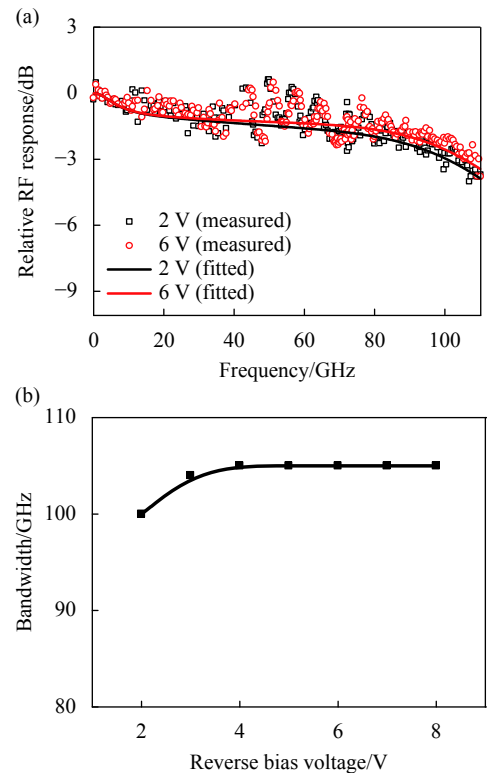 (a)
3
0
−3
−6
−9
Relative RF response/dB
2 V (measured)
6 V (measured)
2 V (fitted)
6 V (fitted)
0 20 40 60 80 100
Frequency/GHz
(b)
110
100
90
80
Bandwidth/GHz
2 4 6 8
Reverse bias voltage/V